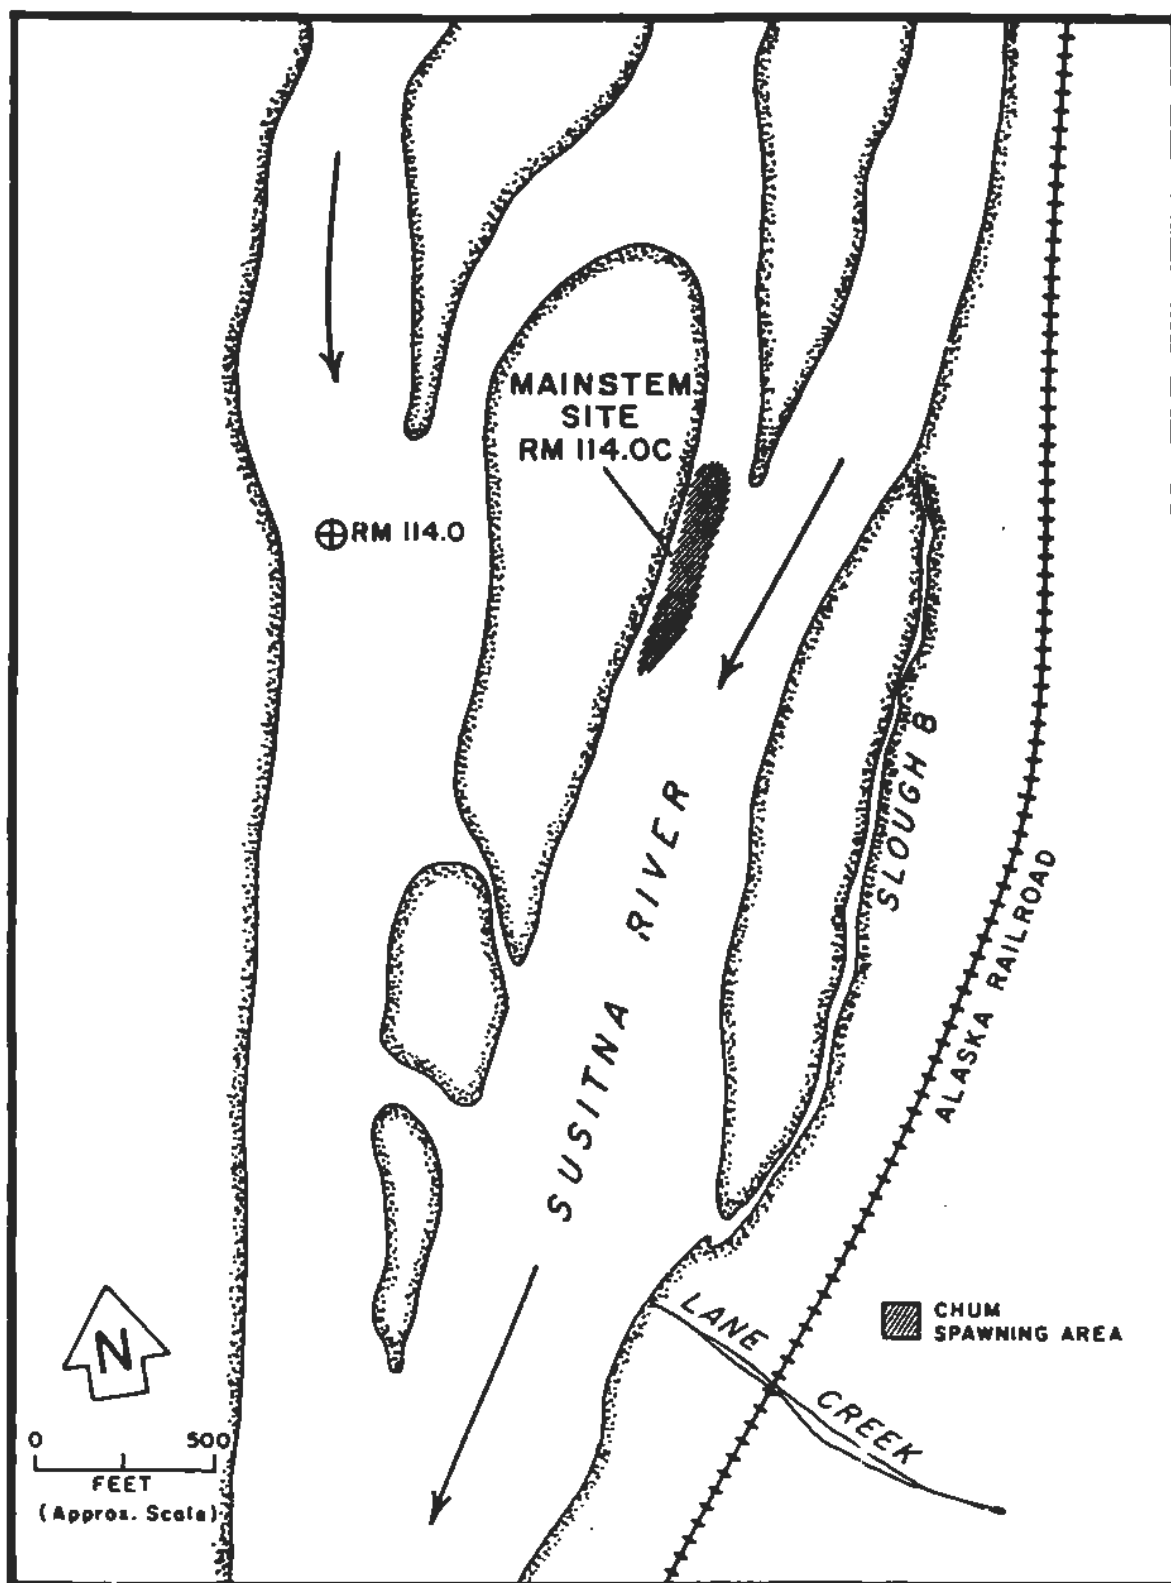 MAINSTEM
SITE
RM 114.0C
RM 114.0
SLOUGH B
SUSITNA RIVER
ALASKA RAILROAD
LANE CREEK
CHUM
SPAWNING AREA
N
0 500
FEET
(Approx. Scale)